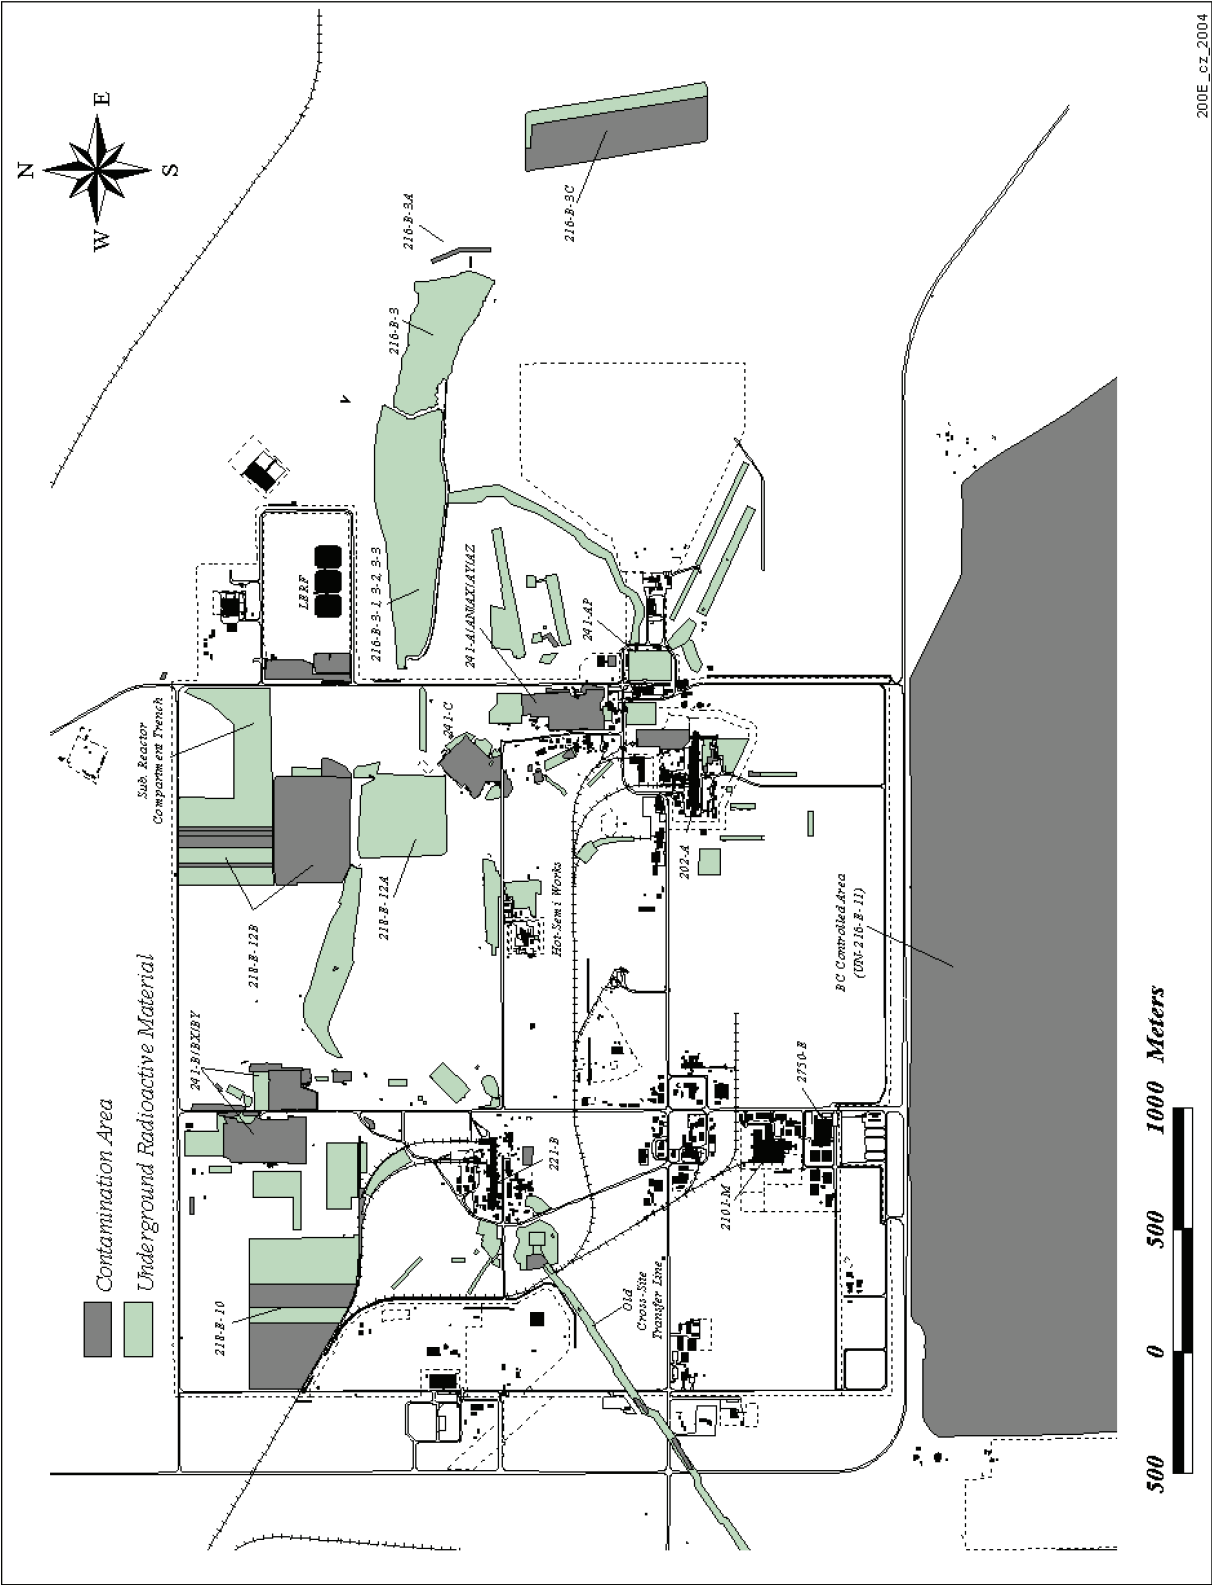 N
E
S
W
Contamination Area
Underground Radioactive Material
241-B/BX/BY
218-B-12B
218-B-12A
Sub. Reactor
Compartment Trench
LERF
216-B-3-1, 3-2, 3-3
216-B-3
216-B-3A
216-B-3C
218-B-10
221-B
Hot-Semi Works
241-C
241-A/AN/AX/AY/AZ
241-AP
Old
Cross-Site
Transfer Line
2101-M
2750-E
202-A
BC Controlled Area
(UN-216-E-11)
500
0
500
1000 Meters
200E_cz_2004